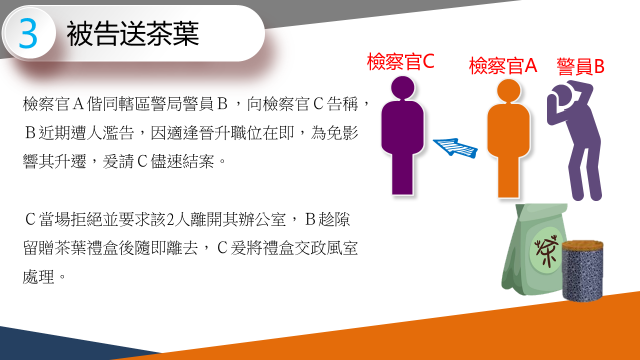 3 被告送茶葉
檢察官C
檢察官A
警員B
檢察官A偕同轄區警局警員B，向檢察官C告稱，
B近期遭人濫告，因適逢晉升職位在即，為免影
響其升遷，爰請C儘速結案。
C當場拒絕並要求該2人離開其辦公室，B趁隙
留贈茶葉禮盒後隨即離去，C爰將禮盒交政風室
處理。
茶